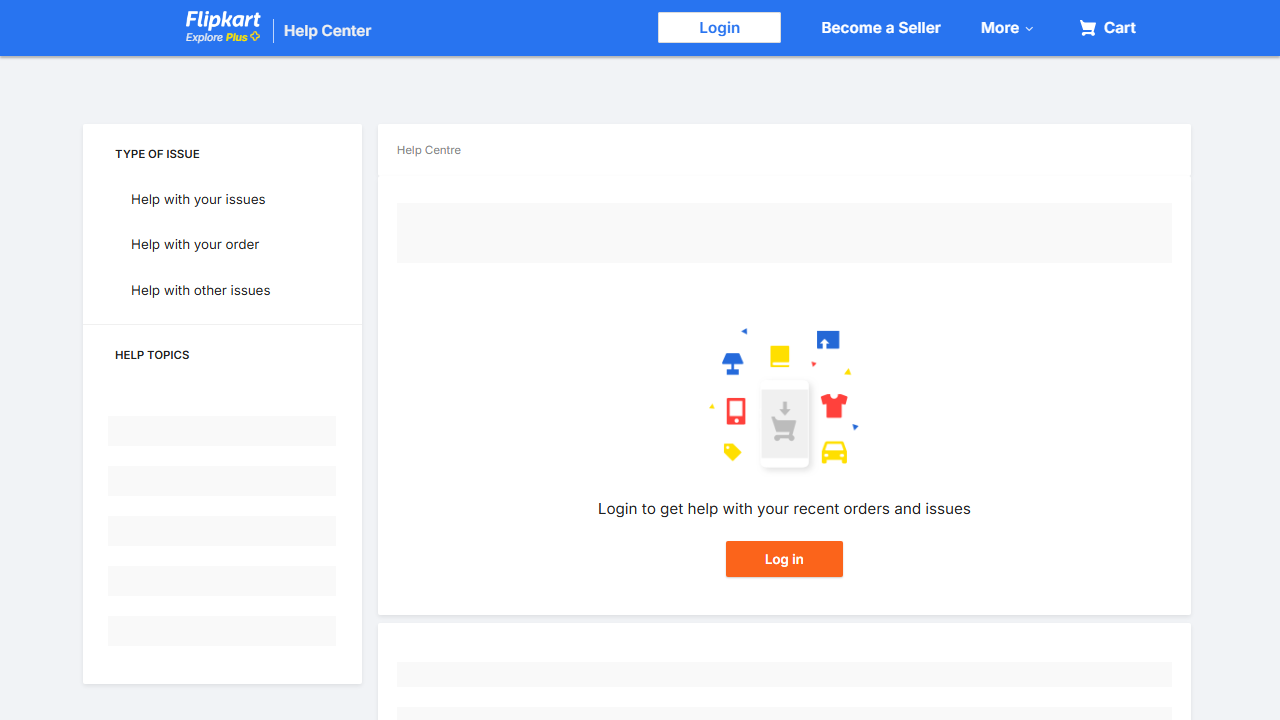 Flipkart
Explore Plus
Help Center
Login
Become a Seller
More
Cart
TYPE OF ISSUE
Help with your issues
Help with your order
Help with other issues
HELP TOPICS
Help Centre
Login to get help with your recent orders and issues
Log in